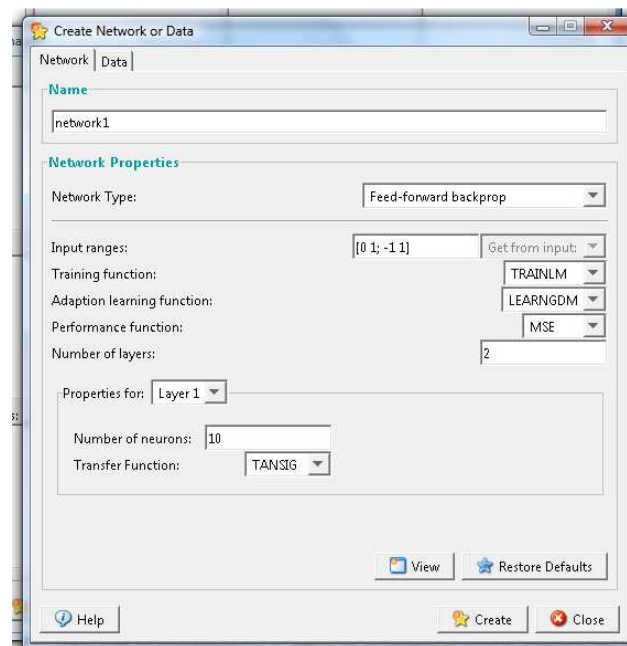 Create Network or Data
Network Data
Name
network1
Network Properties
Network Type: Feed-forward backprop
Input ranges: [0 1; -1 1] Get from input:
Training function: TRAINLM
Adaption learning function: LEARNGDM
Performance function: MSE
Number of layers: 2
Properties for: Layer 1
Number of neurons: 10
Transfer Function: TANSIG
View Restore Defaults
Help Create Close